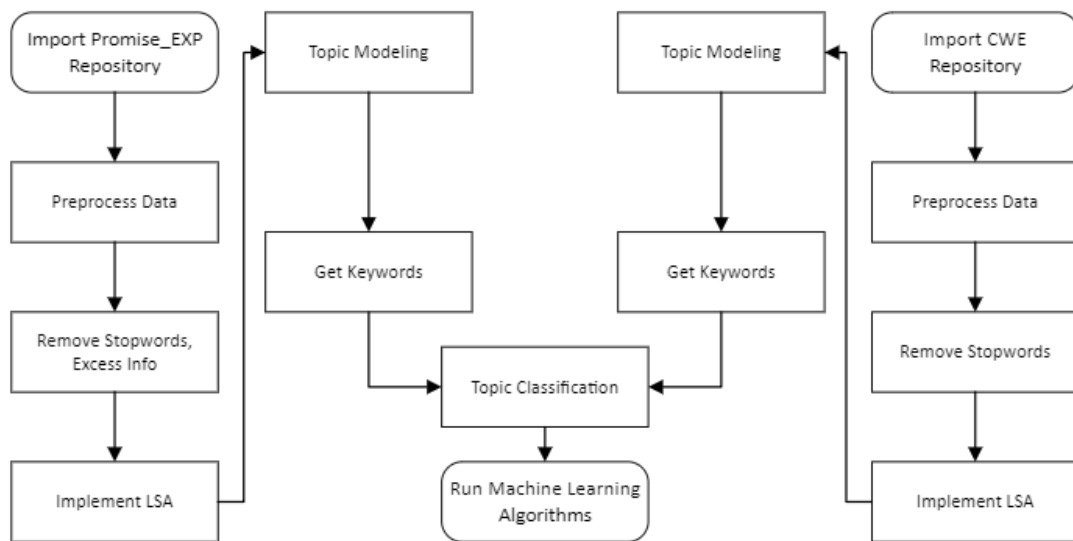 Import Promise_EXP
Repository
Topic Modeling
Topic Modeling
Import CWE
Repository
Preprocess Data
Preprocess Data
Get Keywords
Get Keywords
Remove Stopwords,
Excess Info
Remove Stopwords
Topic Classification
Implement LSA
Run Machine Learning
Algorithms
Implement LSA